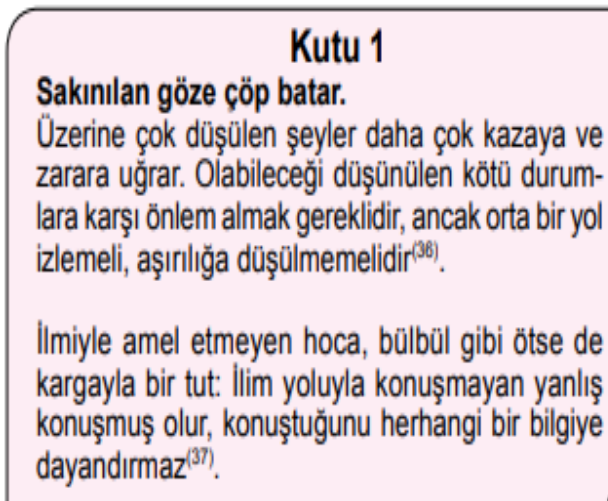 Kutu 1
Sakınılan göze çöp batar.
Üzerine çok düşülen şeyler daha çok kazaya ve
zarara uğrar. Olabileceği düşünülen kötü durum-
lara karşı önlem almak gereklidir, ancak orta bir yol
izlemeli, aşırılığa düşülmemelidir(36).
İlmiyle amel etmeyen hoca, bülbül gibi ötse de
kargayla bir tut: İlim yoluyla konuşmayan yanlış
konuşmuş olur, konuştuğunu herhangi bir bilgiye
dayandırmaz(37).